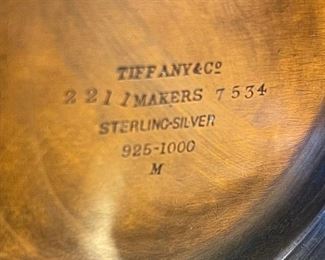 TIFFANY & Co
2211 MAKERS 7534
STERLING-SILVER
925-1000
M